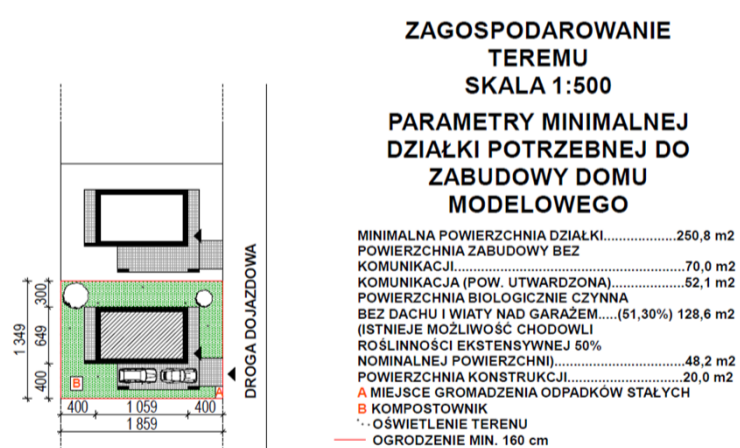 ZAGOSPODAROWANIE
TEREMU
SKALA 1:500
PARAMETRY MINIMALNEJ
DZIAŁKI POTRZEBNEJ DO
ZABUDOWY DOMU
MODELOWEGO
MINIMALNA POWIERZCHNIA DZIAŁKI...................250,8 m2
POWIERZCHNIA ZABUDOWY BEZ
KOMUNIKACJI............................................................70,0 m2
KOMUNIKACJA (POW. UTWARDZONA)...................52,1 m2
POWIERZCHNIA BIOLOGICZNIE CZYNNA
BEZ DACHU I WIATY NAD GARAŻEM.....(51,30%) 128,6 m2
(ISTNIEJE MOŻLIWOŚĆ CHODOWLI
ROŚLINNOŚCI EKSTENSYWNEJ 50%
NOMINALNEJ POWIERZCHNI)..................................48,2 m2
POWIERZCHNIA KONSTRUKCJI..............................20,0 m2
A MIEJSCE GROMADZENIA ODPADKÓW STAŁYCH
B KOMPOSTOWNIK
OŚWIETLENIE TERENU
OGRODZENIE MIN. 160 cm
DROGA DOJAZDOWA
1 349
300
649
400
B
A
400
1 059
400
1 859